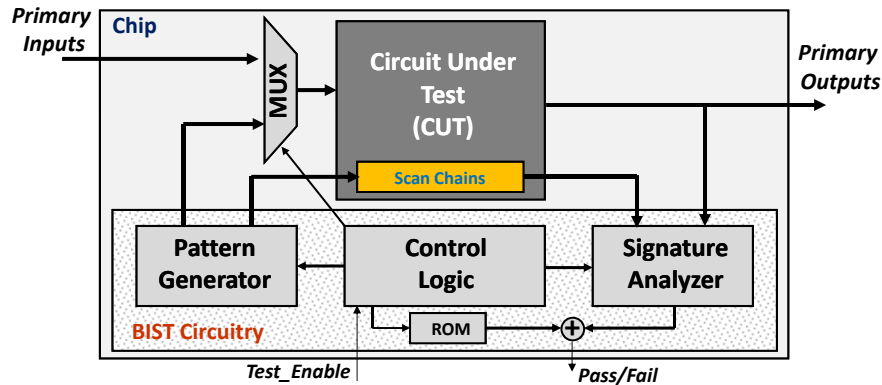 Primary
Inputs
Chip
MUX
Circuit Under
Test
(CUT)
Primary
Outputs
Scan Chains
Pattern
Generator
Control
Logic
Signature
Analyzer
BIST Circuitry
ROM
+
Test_Enable
Pass/Fail